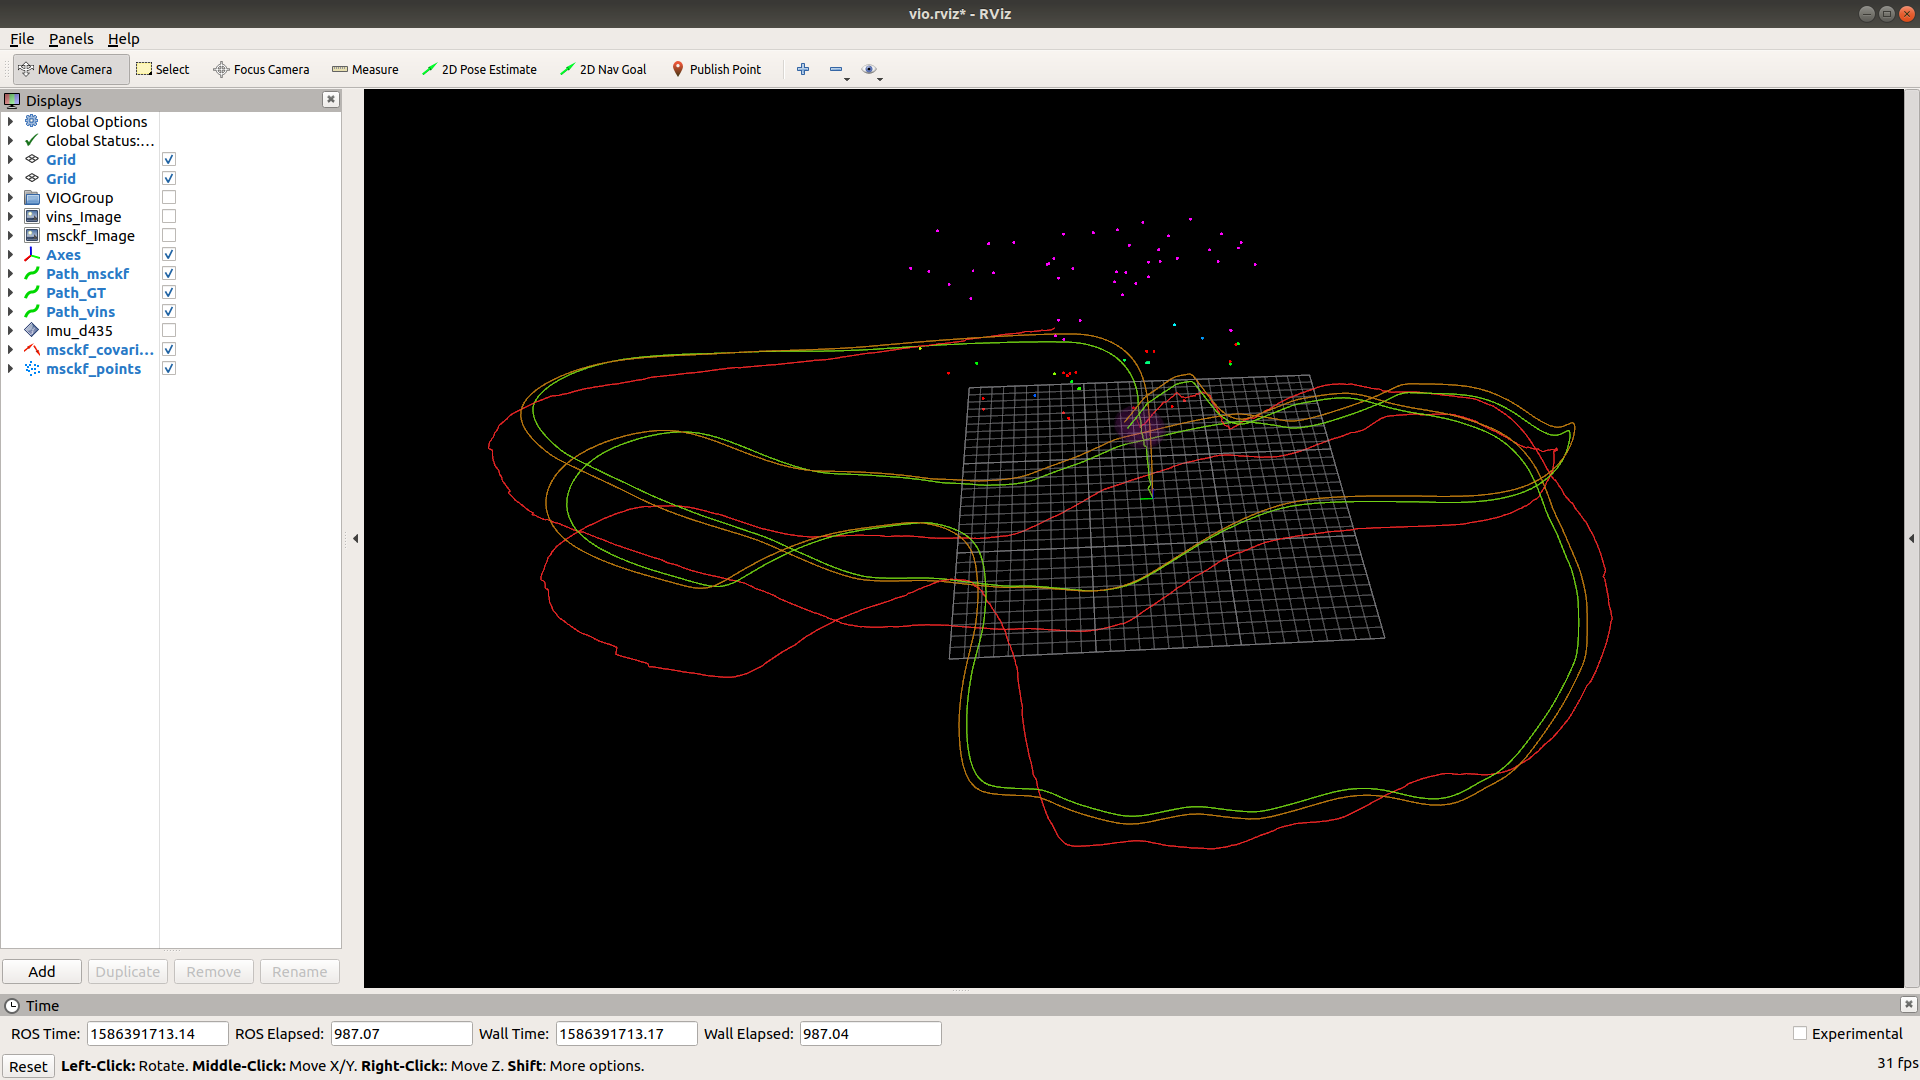 vio.rviz* - RViz
File Panels Help
Move Camera Select Focus Camera Measure 2D Pose Estimate 2D Nav Goal Publish Point
Displays
Global Options
Global Status:...
Grid
Grid
VIOGroup
vins_Image
msckf_Image
Axes
Path_msckf
Path_GT
Path_vins
Imu_d435
msckf_covari...
msckf_points
Add Duplicate Remove Rename
Time
ROS Time: 1586391713.14 ROS Elapsed: 987.07 Wall Time: 1586391713.17 Wall Elapsed: 987.04 Experimental
Reset Left-Click: Rotate. Middle-Click: Move X/Y. Right-Click:: Move Z. Shift: More options. 31 fps